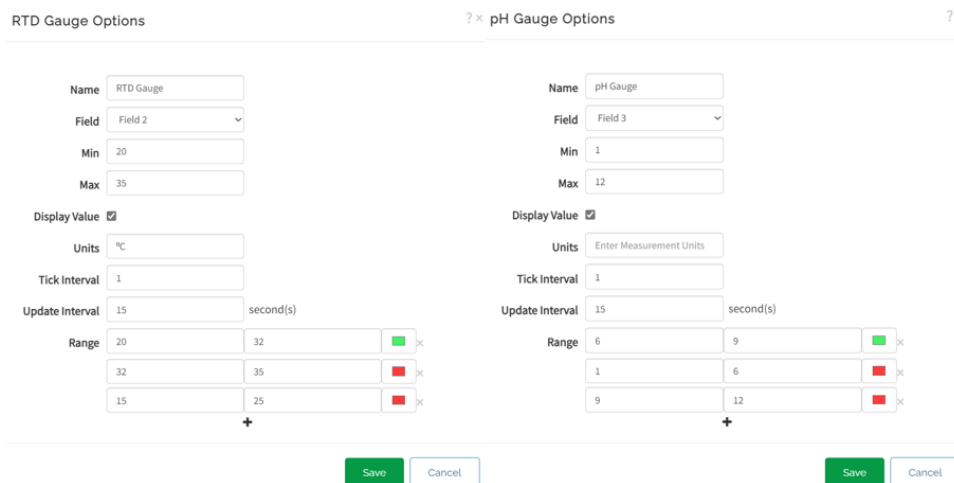 RTD Gauge Options
? ×
Name RTD Gauge
Field Field 2
Min 20
Max 35
Display Value
Units °C
Tick Interval 1
Update Interval 15 second(s)
Range 20 32 ×
32 35 ×
15 25 ×
+
Save Cancel
pH Gauge Options
?
Name pH Gauge
Field Field 3
Min 1
Max 12
Display Value
Units Enter Measurement Units
Tick Interval 1
Update Interval 15 second(s)
Range 6 9 ×
1 6 ×
9 12 ×
+
Save Cancel